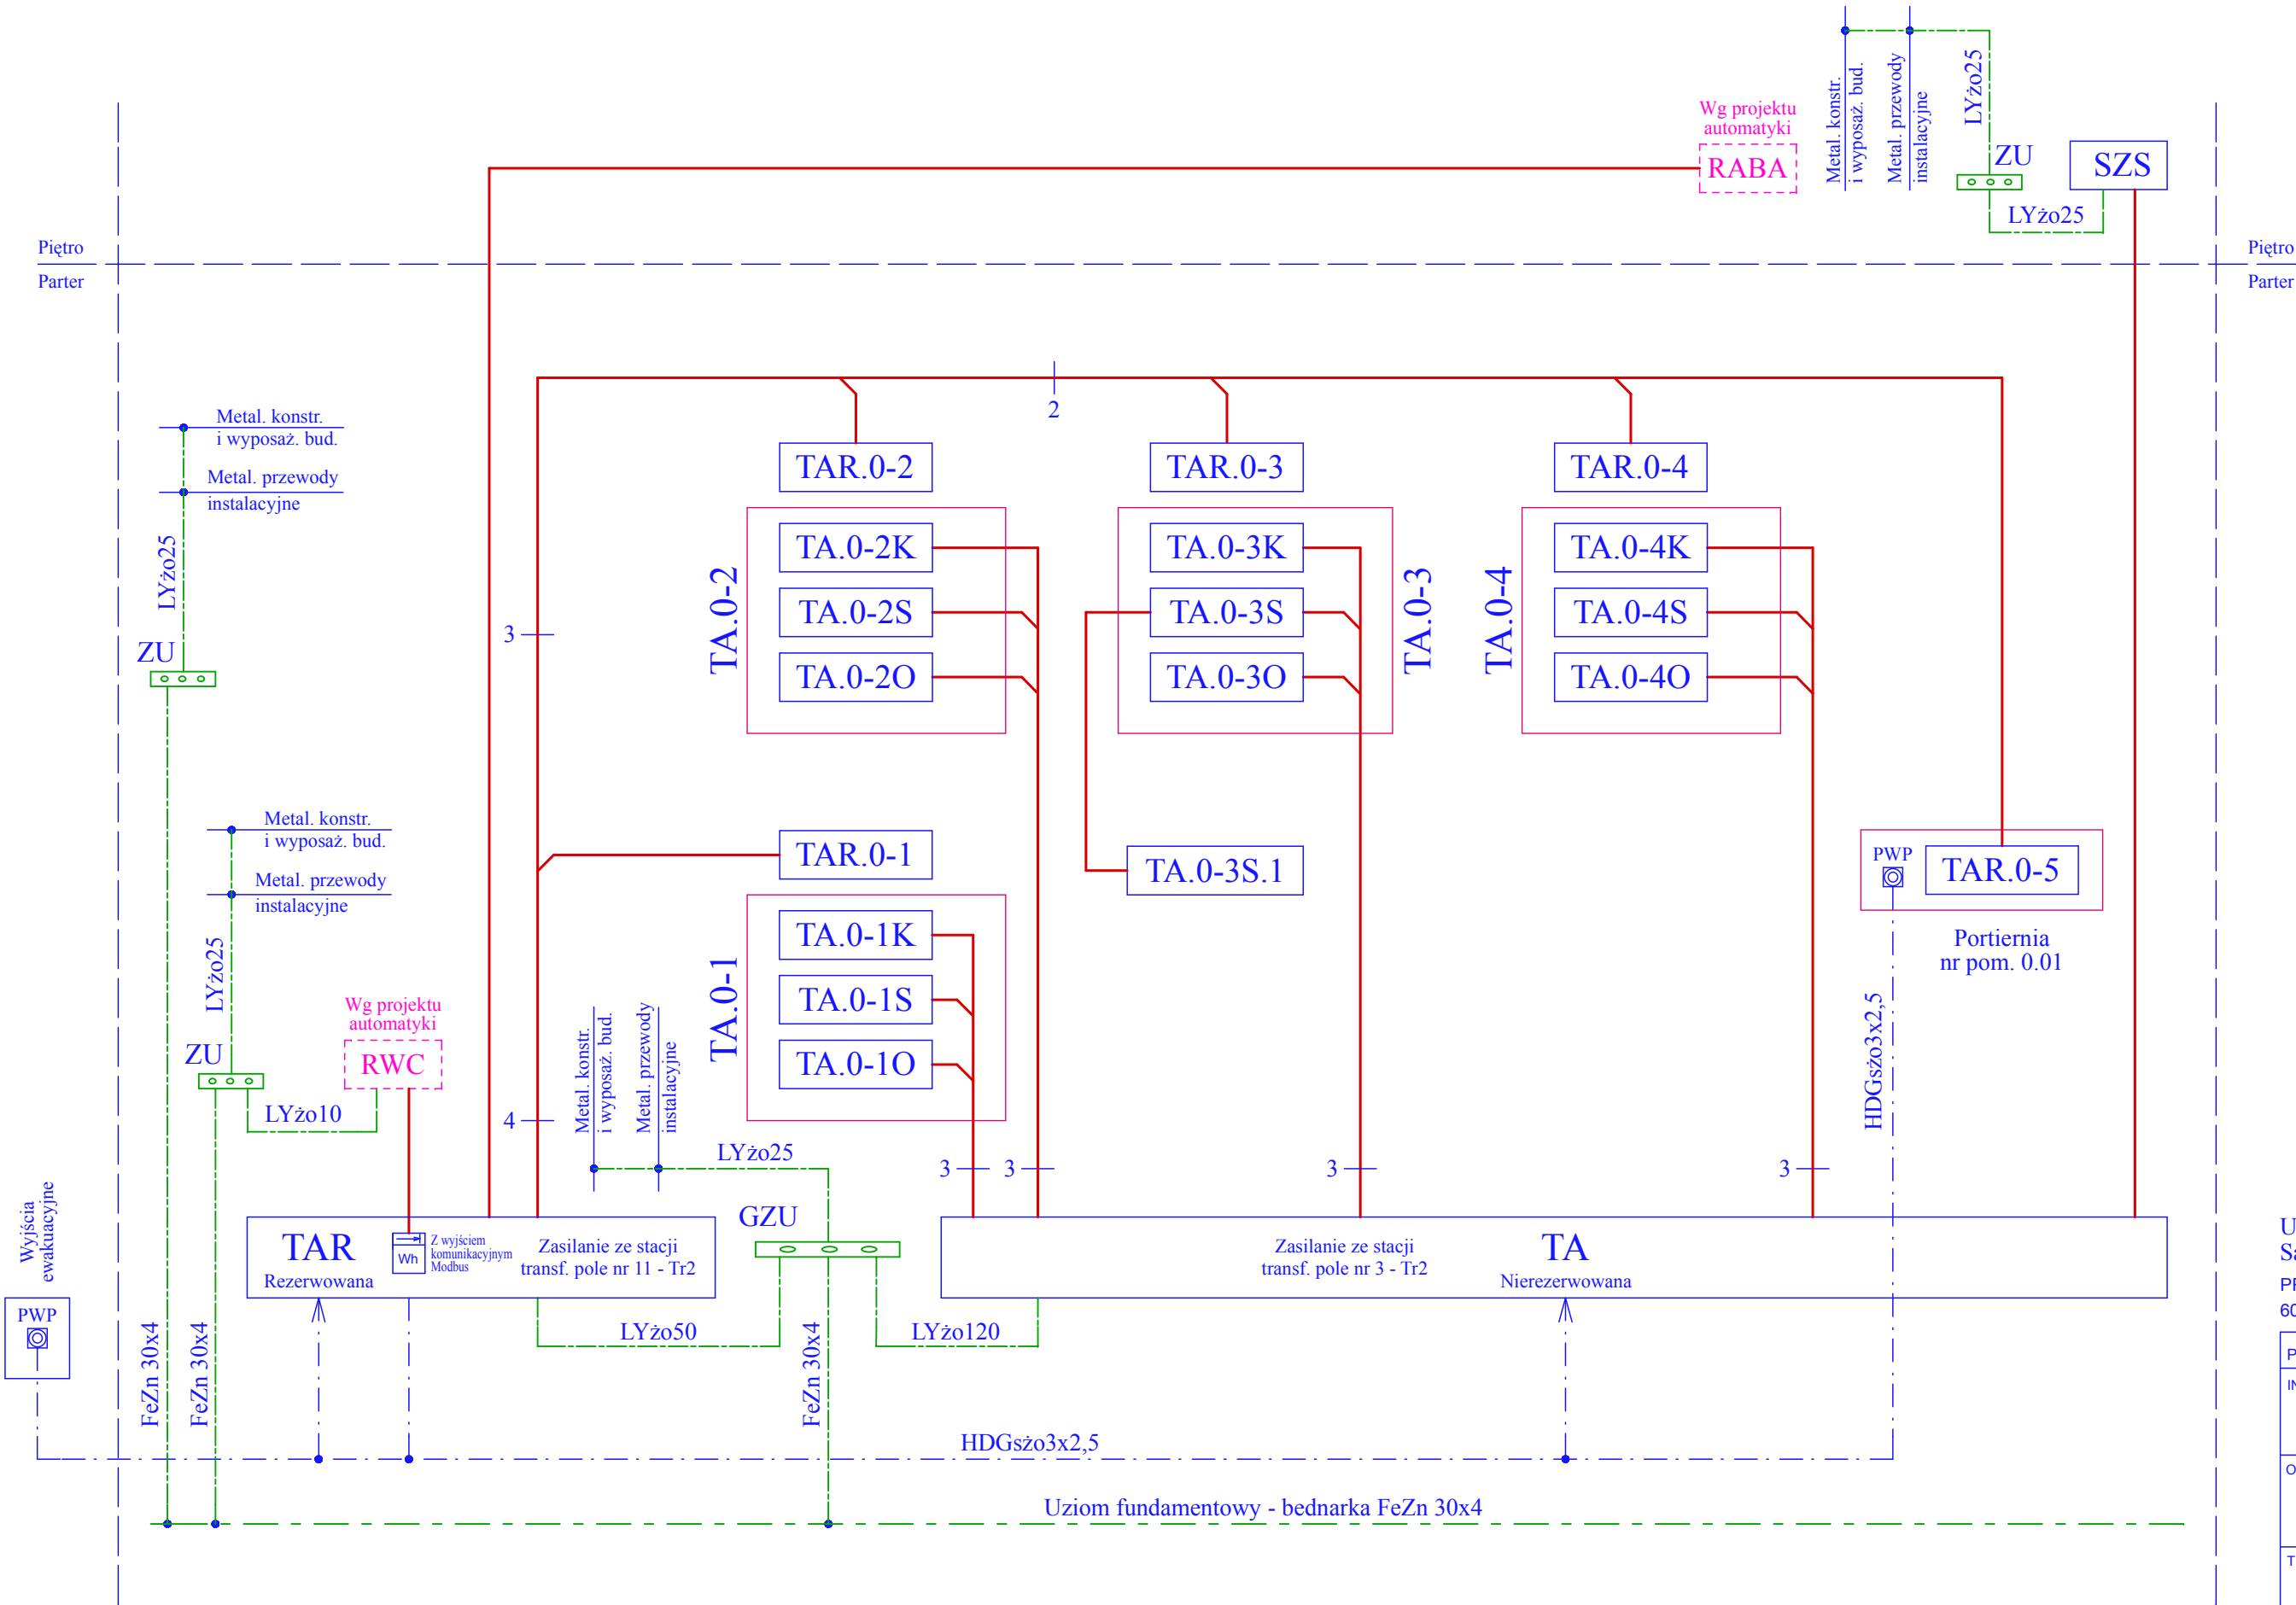 Metal. konstr.
i wyposaż. bud.
Metal. przewody
instalacyjne
LYżo25
Wg projektu
automatyki
RABA
ZU
SZS
LYżo25
Piętro
Parter
Piętro
Parter
2
Metal. konstr.
i wyposaż. bud.
Metal. przewody
instalacyjne
LYżo25
ZU
3
TAR.0-2
TAR.0-3
TAR.0-4
TA.0-2
TA.0-2K
TA.0-2S
TA.0-2O
TA.0-3K
TA.0-3S
TA.0-3O
TA.0-3
TA.0-4
TA.0-4K
TA.0-4S
TA.0-4O
Metal. konstr.
i wyposaż. bud.
Metal. przewody
instalacyjne
LYżo25
ZU
LYżo10
Wg projektu
automatyki
RWC
TAR.0-1
TA.0-3S.1
PWP
TAR.0-5
Portiernia
nr pom. 0.01
HDGsżo3x2,5
TA.0-1
TA.0-1K
TA.0-1S
TA.0-1O
4
Metal. konstr.
i wyposaż. bud.
Metal. przewody
instalacyjne
LYżo25
3
3
3
3
GZU
Wyjścia
ewakuacyjne
PWP
TAR
Rezerwowana
Wh
Z wyjściem
komunikacyjnym
Modbus
Zasilanie ze stacji
transf. pole nr 11 - Tr2
Zasilanie ze stacji
transf. pole nr 3 - Tr2
TA
Nierezerwowana
FeZn 30x4
FeZn 30x4
LYżo50
FeZn 30x4
LYżo120
HDGsżo3x2,5
Uziom fundamentowy - bednarka FeZn 30x4